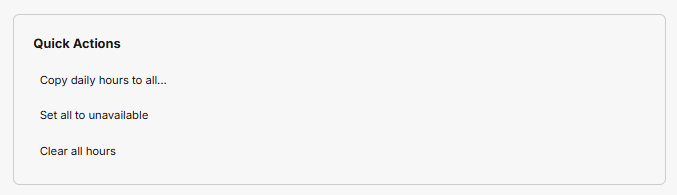 Quick Actions
Copy daily hours to all...
Set all to unavailable
Clear all hours